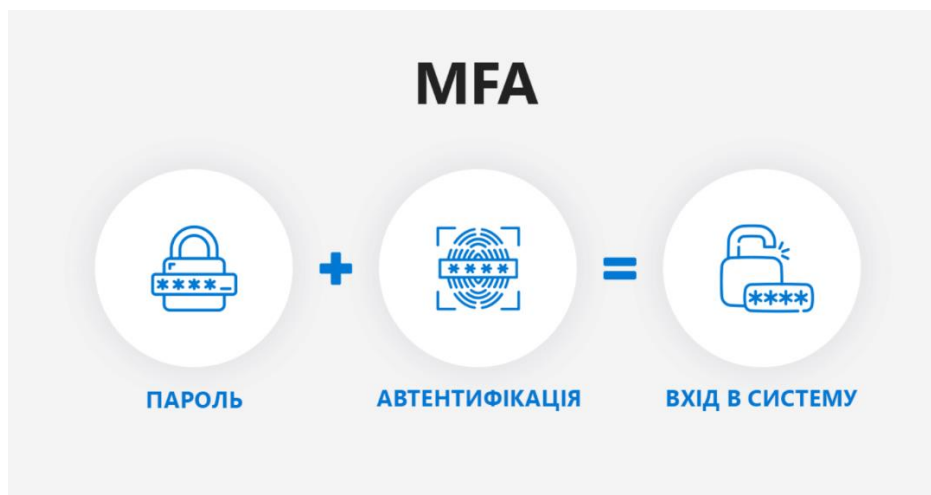 MFA
****_
****
****
ПАРОЛЬ
АВТЕНТИФІКАЦІЯ
ВХІД В СИСТЕМУ